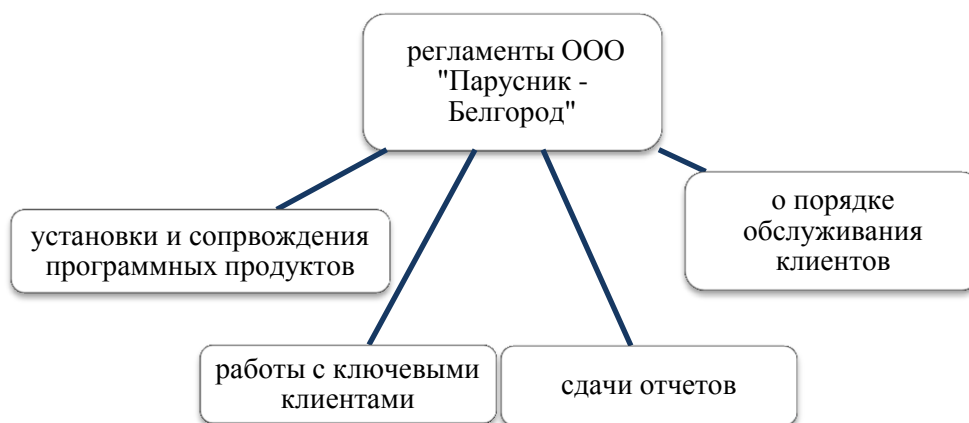 регламенты ООО
"Парусник -
Белгород"
установки и сопрвождения
программных продуктов
работы с ключевыми
клиентами
сдачи отчетов
о порядке
обслуживания
клиентов